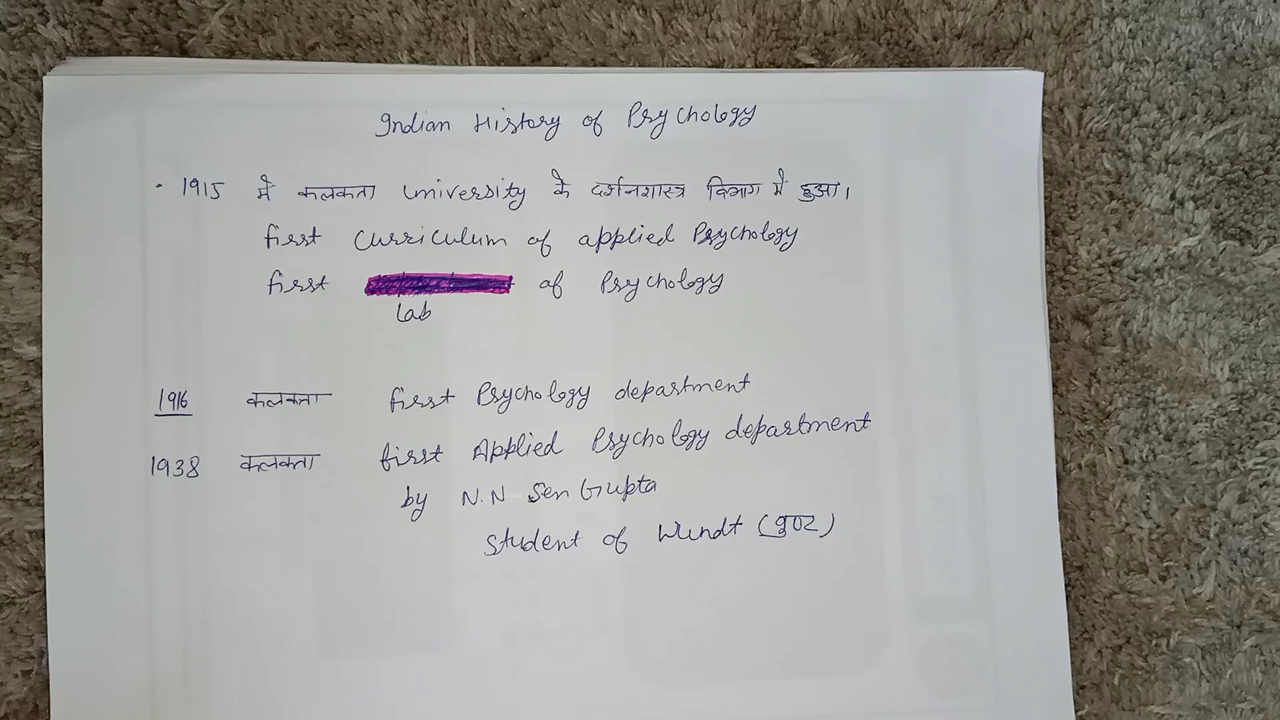 Indian History of Psychology
· 1915 में कलकता University के दर्शनशास्त्र विभाग में हुआ।
first curriculum of applied Psychology
first of Psychology
Lab
1916 कलकता first Psychology department
1938 कलकता first Applied Psychology department
by N.N Sen Gupta
Student of Wundt (वुण्ट)